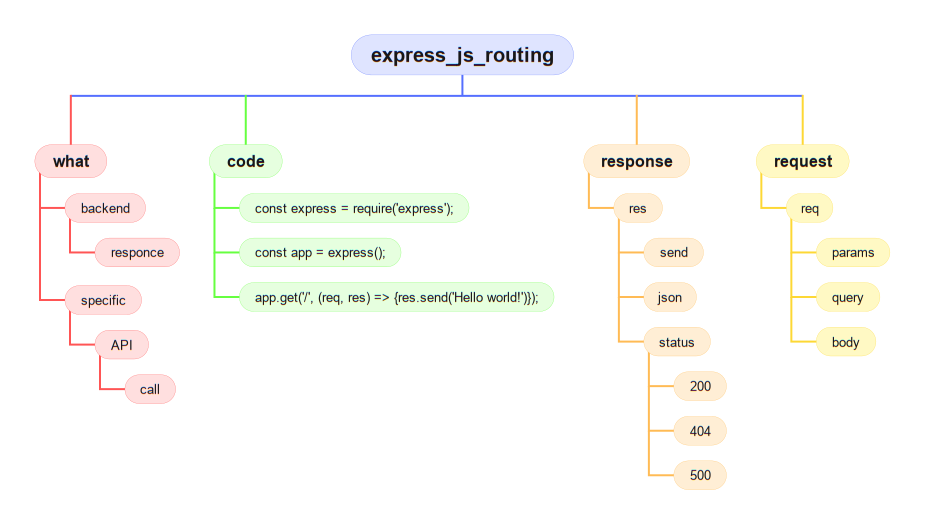 express_js_routing
what
backend
responce
specific
API
call
code
const express = require('express');
const app = express();
app.get('/', (req, res) => {res.send('Hello world!')});
response
res
send
json
status
200
404
500
request
req
params
query
body